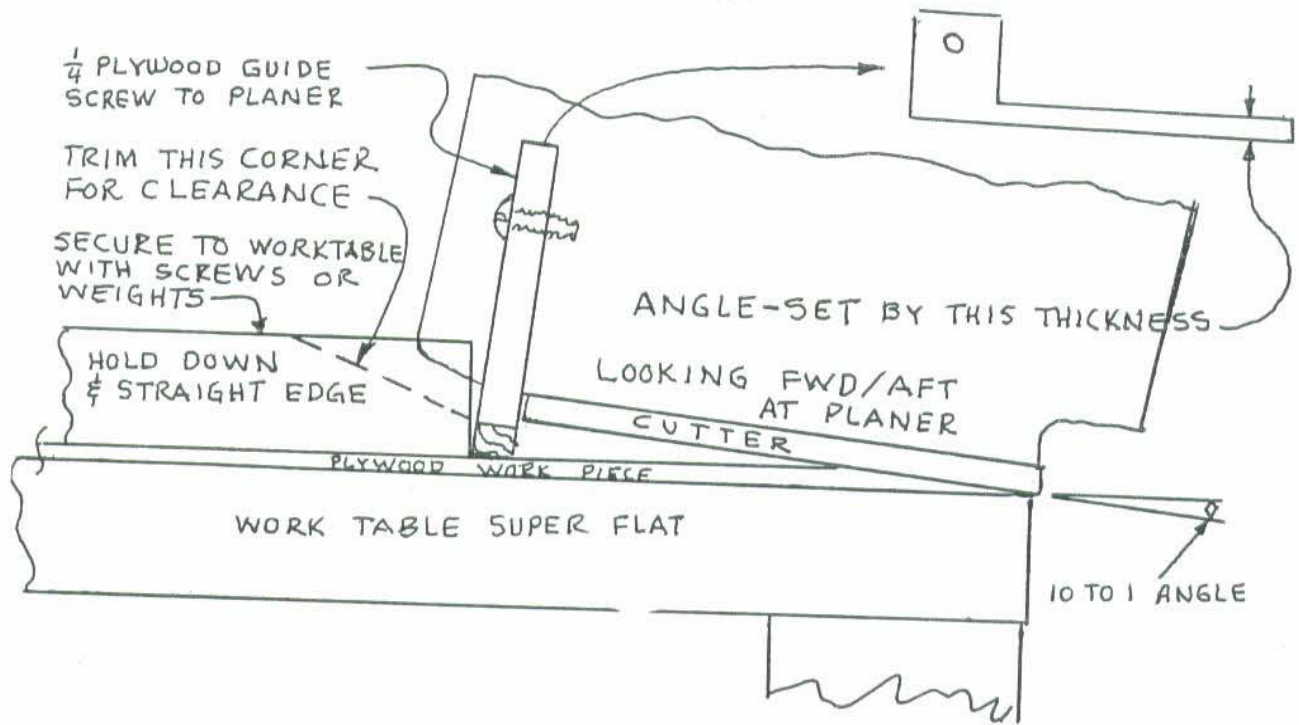 1/4 PLYWOOD GUIDE
SCREW TO PLANER
TRIM THIS CORNER
FOR CLEARANCE
SECURE TO WORKTABLE
WITH SCREWS OR
WEIGHTS
HOLD DOWN
& STRAIGHT EDGE
ANGLE-SET BY THIS THICKNESS
LOOKING FWD/AFT
AT PLANER
CUTTER
PLYWOOD WORK PIECE
WORK TABLE SUPER FLAT
10 TO 1 ANGLE